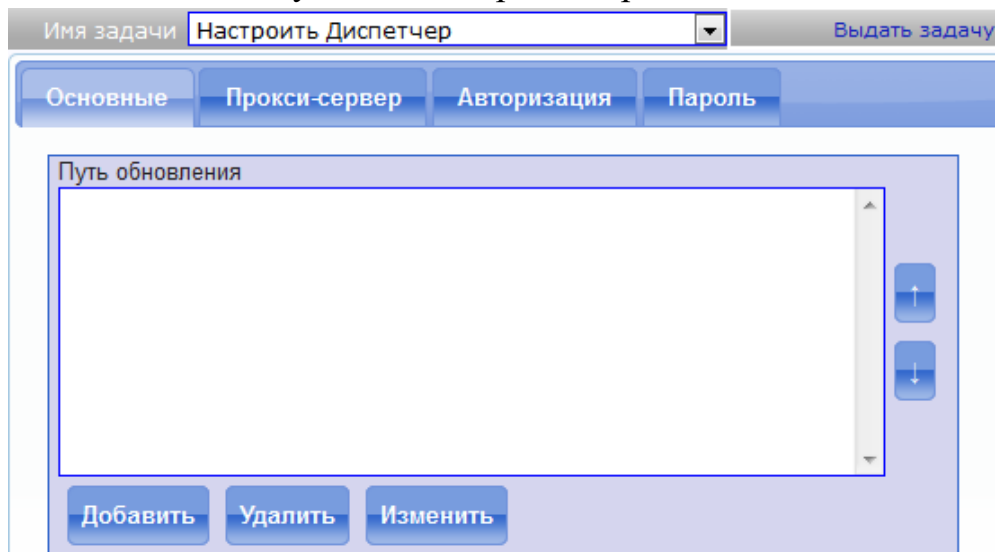 Имя задачи Настроить Диспетчер Выдать задачу
Основные Прокси-сервер Авторизация Пароль
Путь обновления
↑
↓
Добавить Удалить Изменить